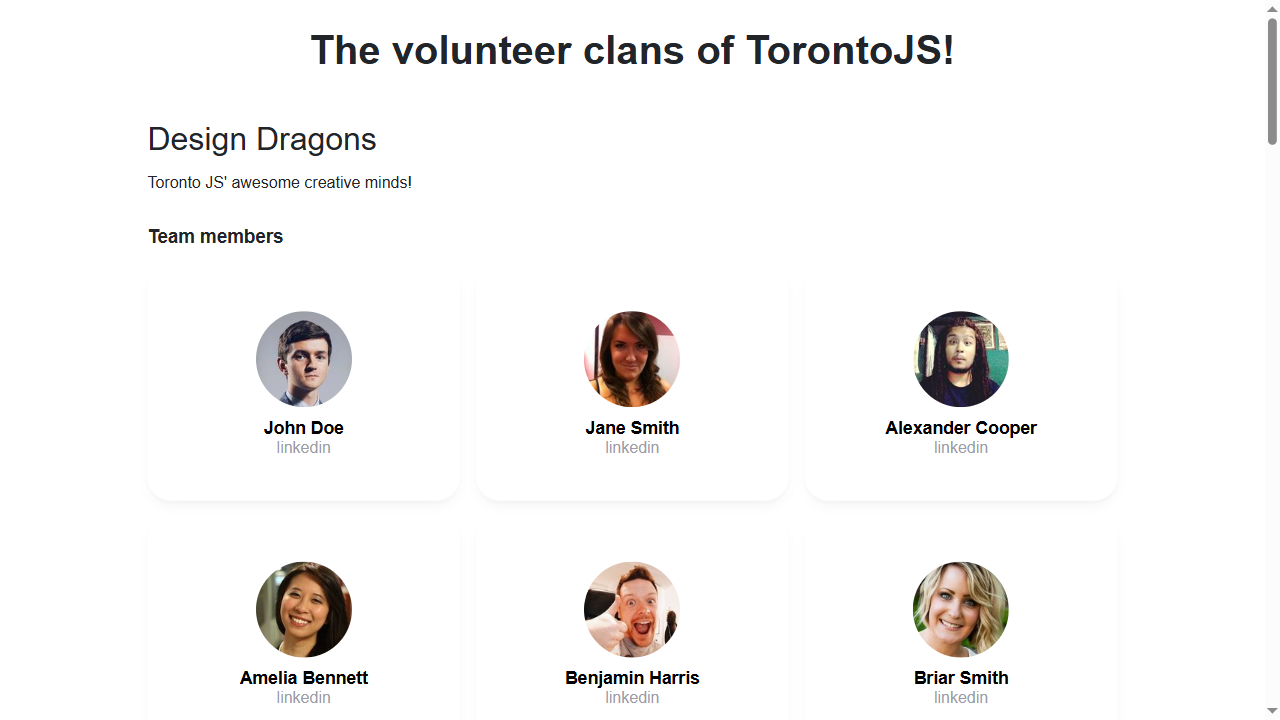 The volunteer clans of TorontoJS!
Design Dragons
Toronto JS' awesome creative minds!
Team members
John Doe
linkedin
Jane Smith
linkedin
Alexander Cooper
linkedin
Amelia Bennett
linkedin
Benjamin Harris
linkedin
Briar Smith
linkedin